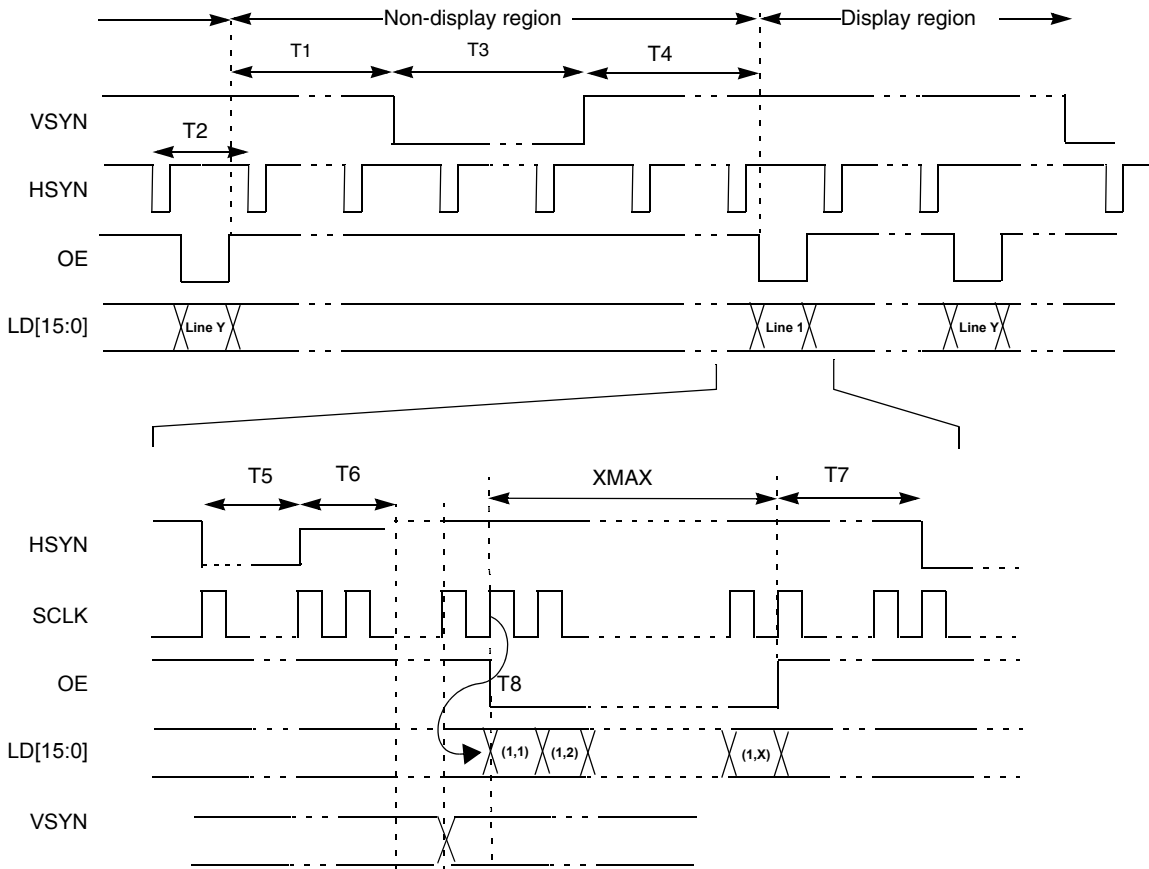 Non-display region
Display region
T1
T3
T4
VSYN
T2
HSYN
OE
LD[15:0]
Line Y
Line 1
Line Y
T5
T6
XMAX
T7
HSYN
SCLK
OE
T8
LD[15:0]
(1,1)
(1,2)
(1,X)
VSYN